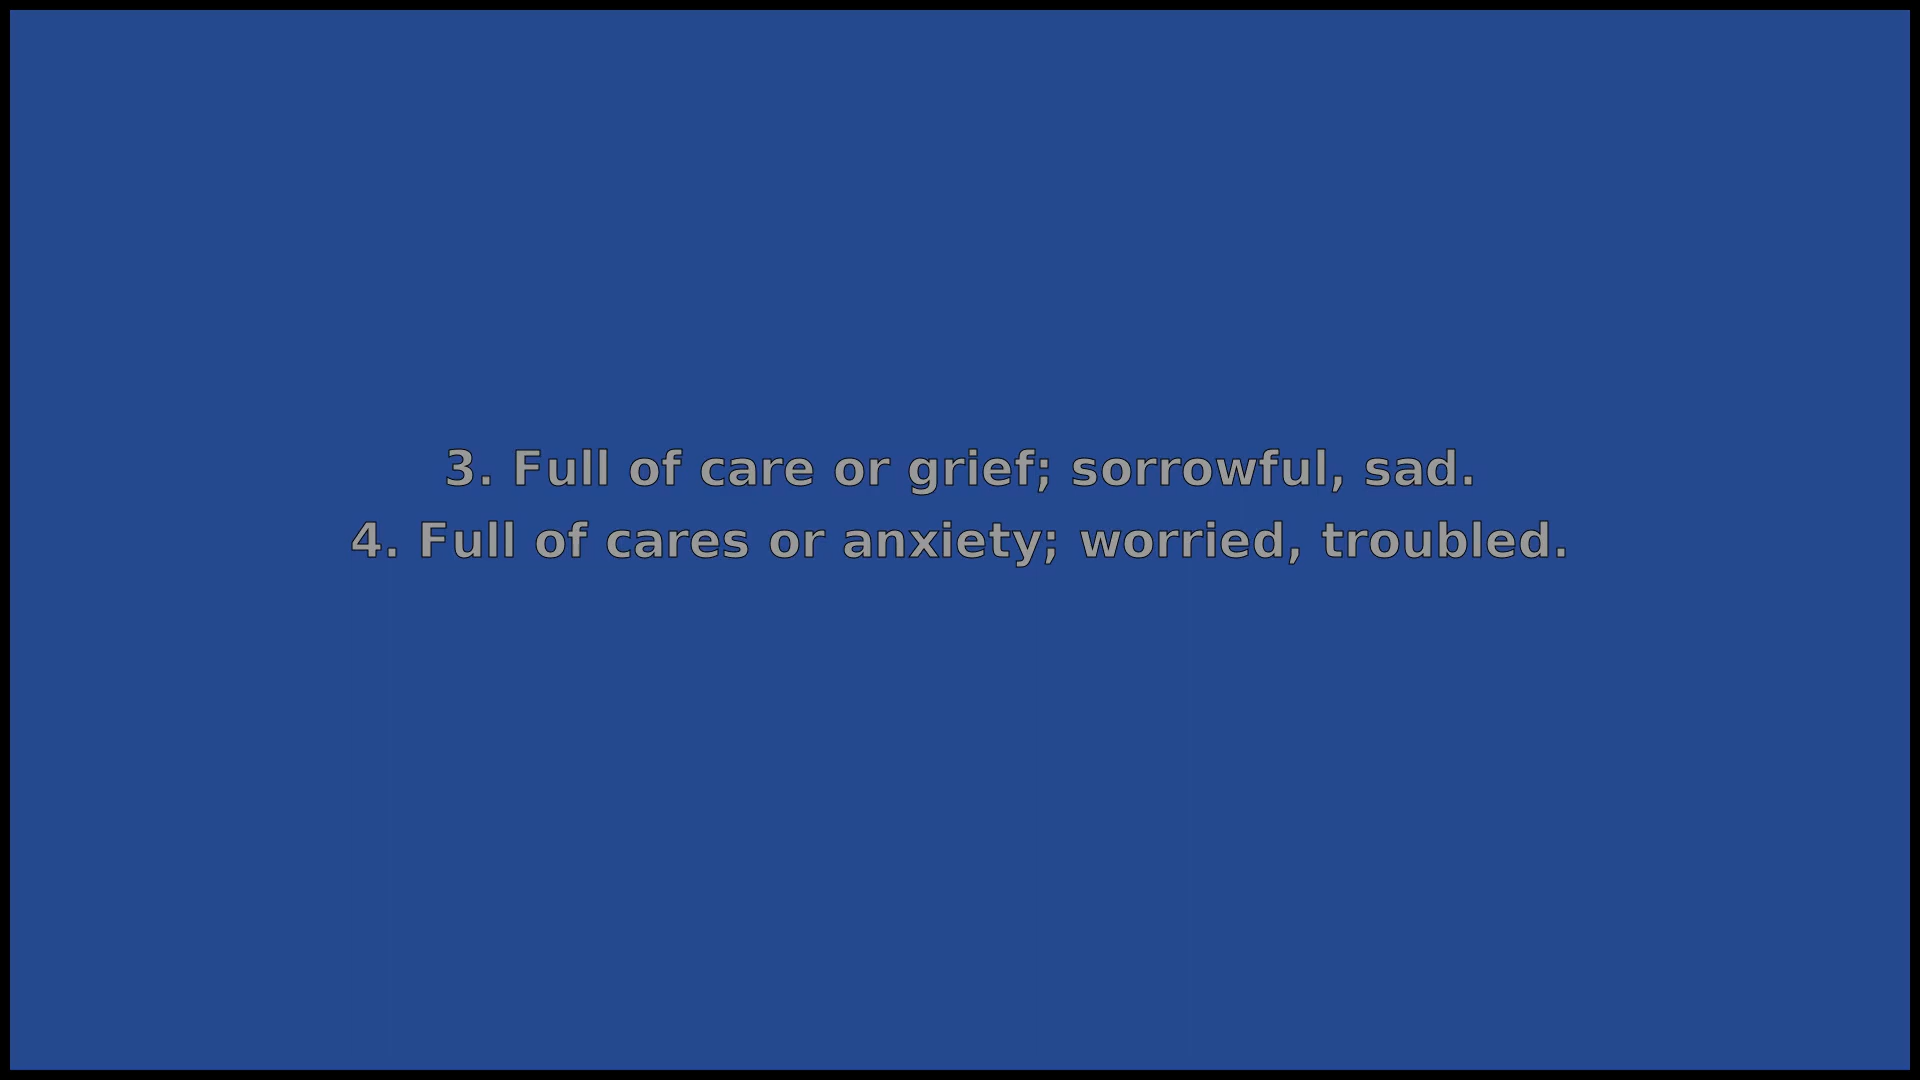 3. Full of care or grief; sorrowful, sad.
4. Full of cares or anxiety; worried, troubled.